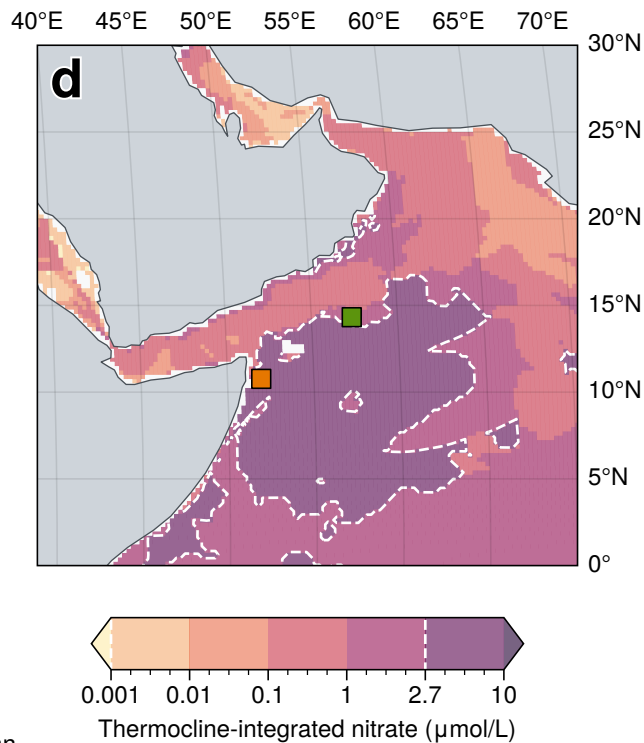 40°E 45°E 50°E 55°E 60°E 65°E 70°E
d
30°N
25°N
20°N
15°N
10°N
5°N
0°
0.001 0.01 0.1 1 2.7 10
Thermocline-integrated nitrate (μmol/L)